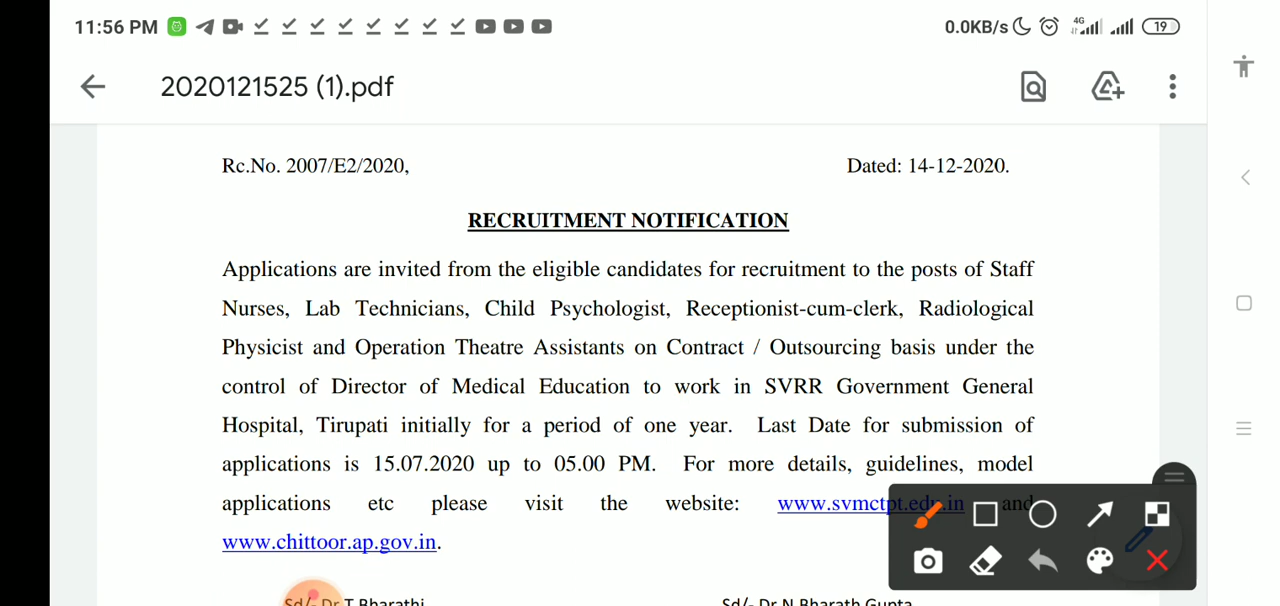 11:56 PM
0.0KB/s 4G 19
2020121525 (1).pdf
Rc.No. 2007/E2/2020,
Dated: 14-12-2020.
RECRUITMENT NOTIFICATION
Applications are invited from the eligible candidates for recruitment to the posts of Staff
Nurses, Lab Technicians, Child Psychologist, Receptionist-cum-clerk, Radiological
Physicist and Operation Theatre Assistants on Contract / Outsourcing basis under the
control of Director of Medical Education to work in SVRR Government General
Hospital, Tirupati initially for a period of one year. Last Date for submission of
applications is 15.07.2020 up to 05.00 PM. For more details, guidelines, model
applications etc please visit the website: www.svmctpt.edu.in and
www.chittoor.ap.gov.in.
Sd/- Dr T Bharathi
Sd/- Dr N Bharath Gupta